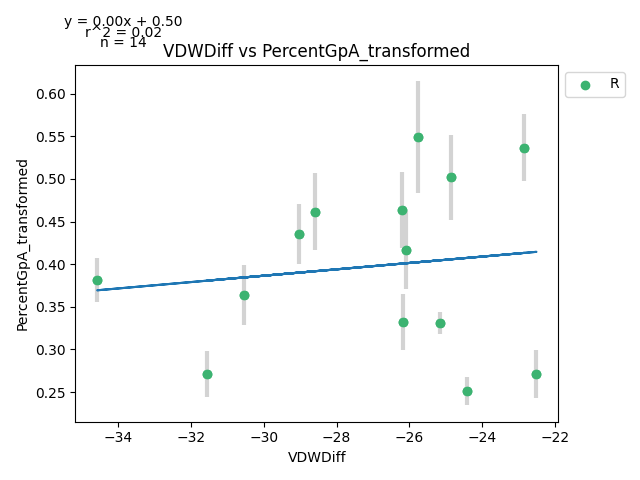 y = 0.00x + 0.50
r^2 = 0.02
n = 14
VDWDiff vs PercentGpA_transformed
R
PercentGpA_transformed
0.60
0.55
0.50
0.45
0.40
0.35
0.30
0.25
−34
−32
−30
−28
−26
−24
−22
VDWDiff